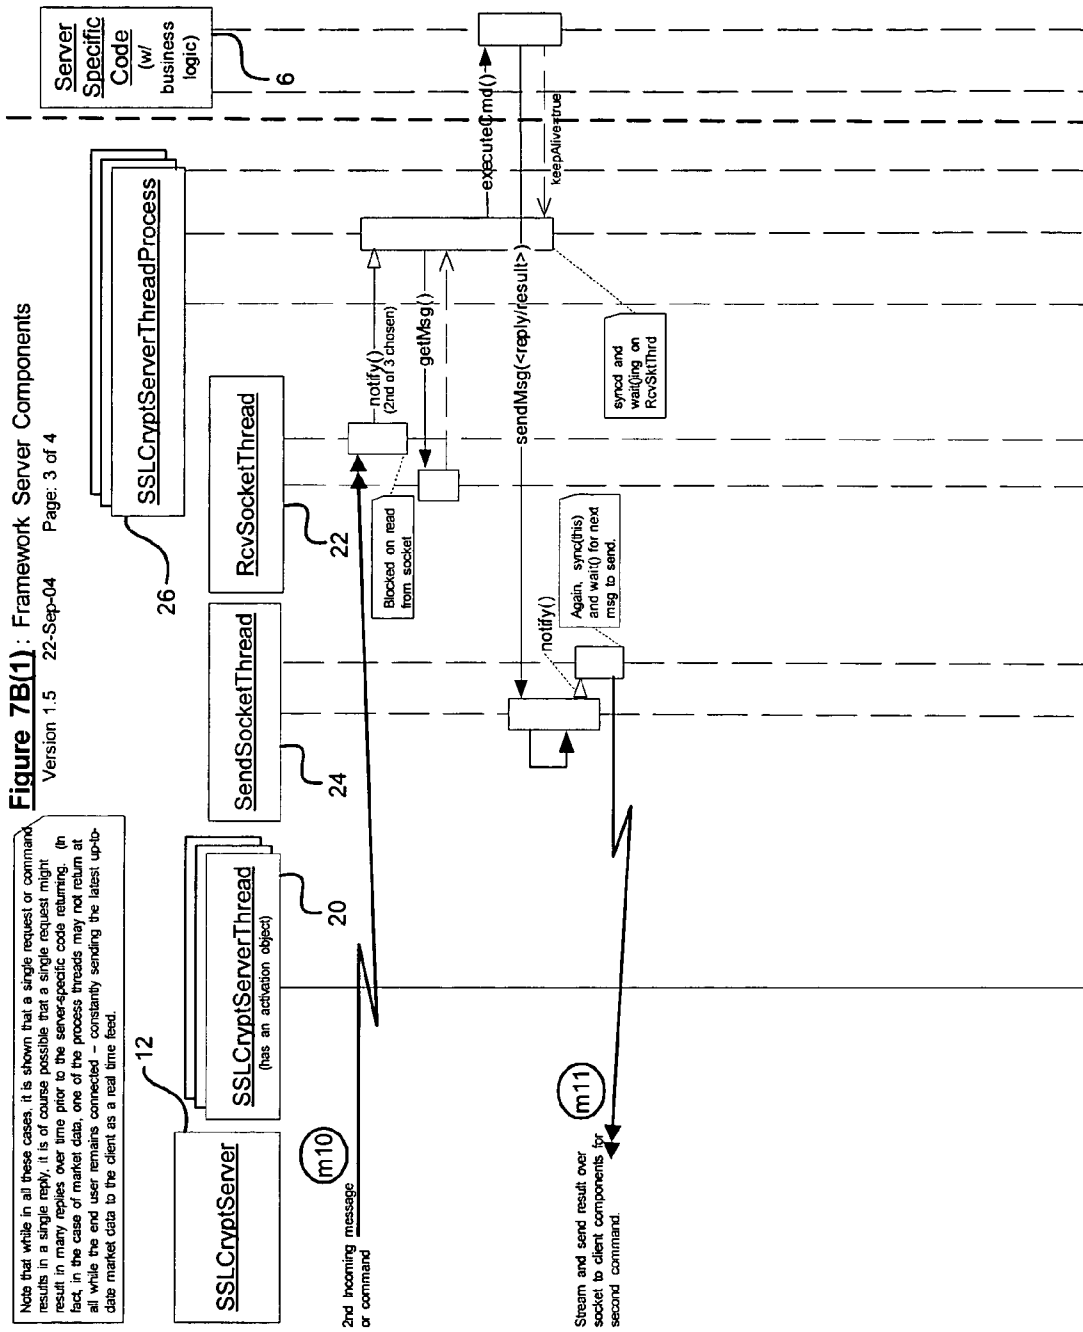 Figure 7B(1): Framework Server Components
Version 1.5 22-Sep-04 Page: 3 of 4
Note that while in all these cases, it is shown that a single request or command
results in a single reply, it is of course possible that a single request might
result in many replies over time prior to the server-specific code returning. (In
fact, in the case of market data, one of the process threads may not return at
all while the end user remains connected – constantly sending the latest up-to-
date market data to the client as a real time feed.
SSLCryptServer
12
SSLCryptServerThread
(has an activation object)
20
SendSocketThread
24
RcvSocketThread
22
SSLCryptServerThreadProcess
26
Server
Specific
Code
(w/
business
logic)
6
m10
2nd Incoming message
or command
Blocked on read
from socket
notify()
(2nd of 3 chosen)
getMsg()
executeCmd()
sendMsg(<reply/result>)
keepAlive=true
syncd and
wait()ing on
RcvSktThrd
notify()
Again, sync(this)
and wait() for next
msg to send.
m11
Stream and send result over
socket to client components for
second command.